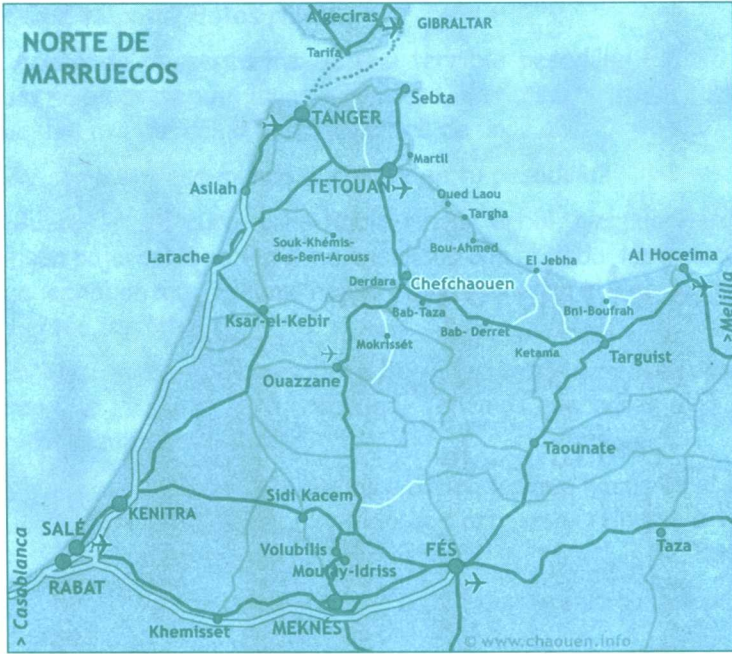 Algeciras
GIBRALTAR
NORTE DE
MARRUECOS
Tarifa
Sebta
TANGER
Martil
Asilah
TETOUAN
Oued Laou
Targha
Souk-Khémis-
des-Beni-Arouss
Bou-Ahmed
Larache
El Jebha
Al Hoceima
Derdara
Chefchaouen
Bab-Taza
Bni-Boufrah
>Melilla
Ksar-el-Kebir
Bab- Derret
Mokrissét
Ketama
Targuist
Ouazzane
Taounate
Sidi Kacem
KENITRA
SALÉ
Volubilis
FÉS
Taza
Moulay-Idriss
RABAT
> Casablanca
MEKNÉS
Khemisset
© www.chaouen.info